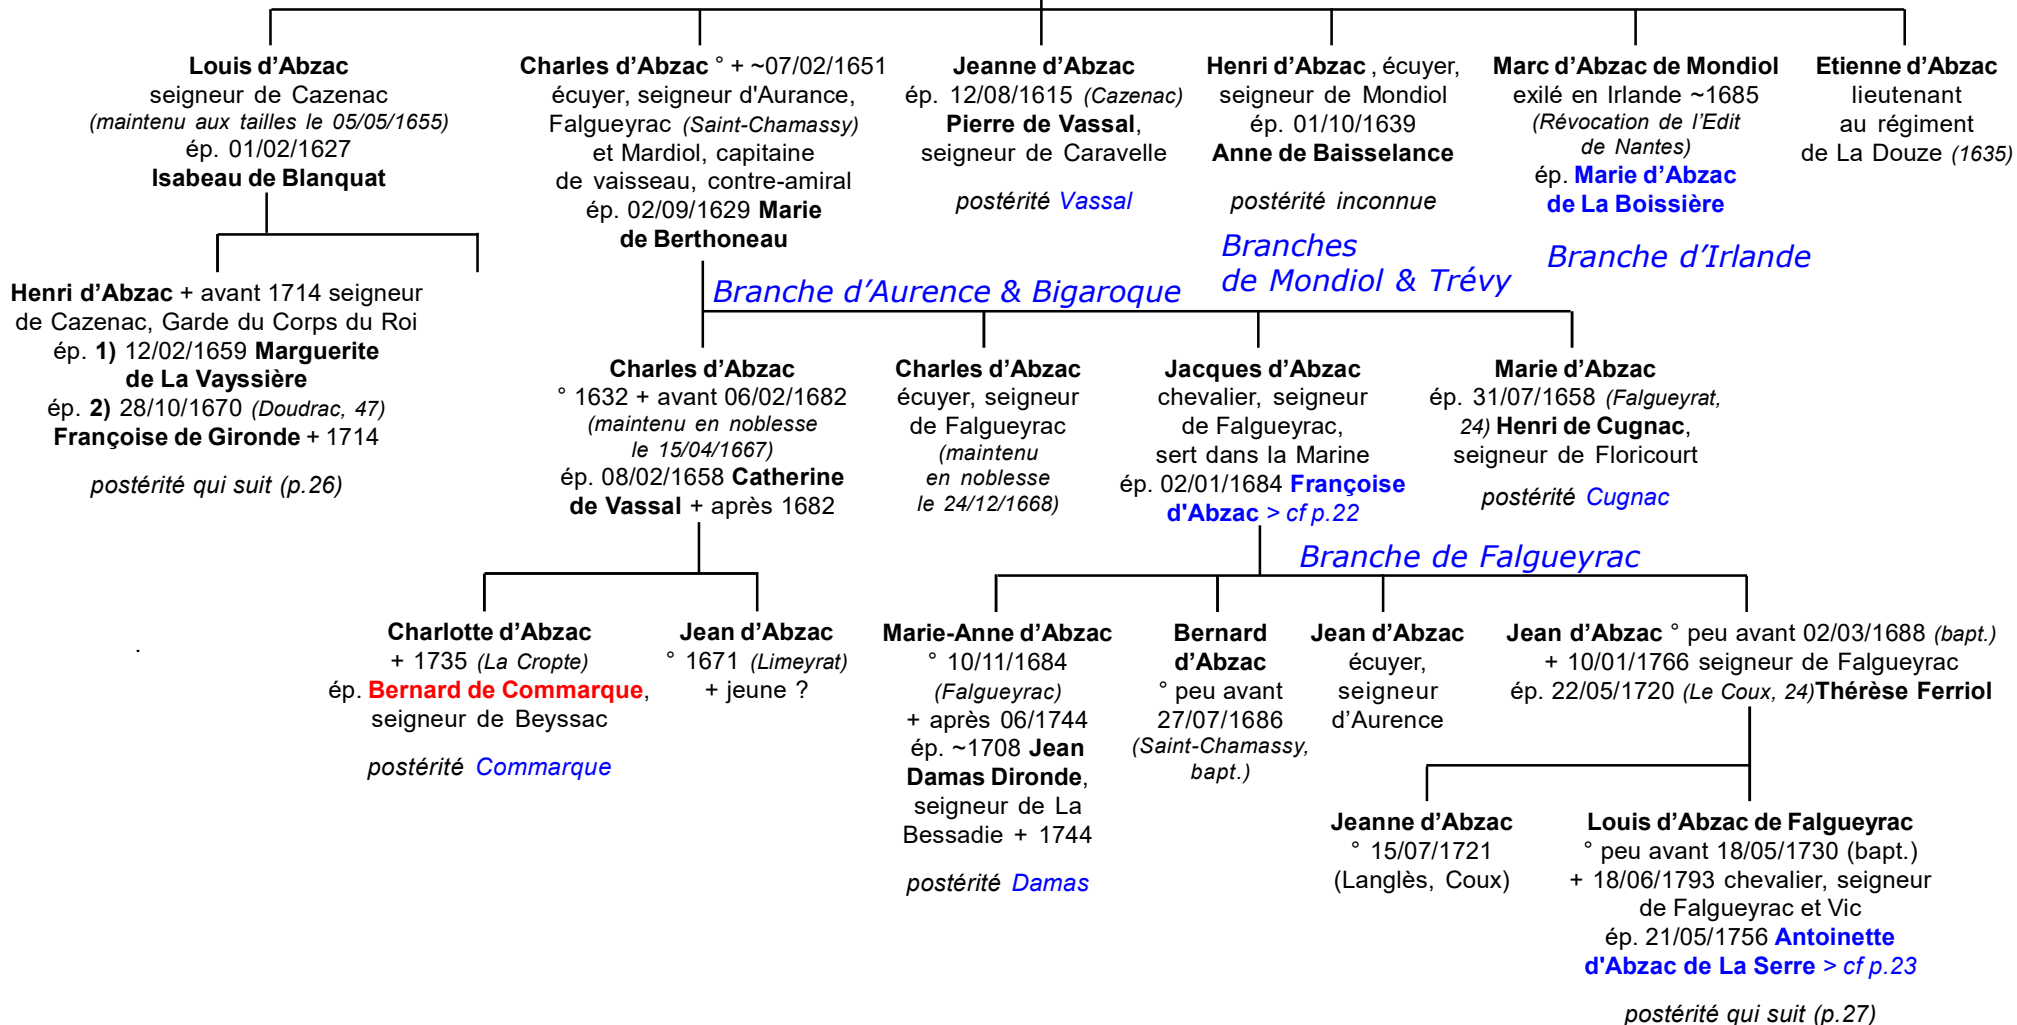 Louis d'Abzac
seigneur de Cazenac
(maintenu aux tailles le 05/05/1655)
ép. 01/02/1627
Isabeau de Blanquat
Charles d'Abzac ° + ~07/02/1651
écuyer, seigneur d'Aurance,
Falgueyrac (Saint-Chamassy)
et Mardiol, capitaine
de vaisseau, contre-amiral
ép. 02/09/1629 Marie
de Berthoneau
Jeanne d'Abzac
ép. 12/08/1615 (Cazenac)
Pierre de Vassal,
seigneur de Caravelle
postérité Vassal
Henri d'Abzac , écuyer,
seigneur de Mondiol
ép. 01/10/1639
Anne de Baisselance
postérité inconnue
Marc d'Abzac de Mondiol
exilé en Irlande ~1685
(Révocation de l'Edit
de Nantes)
ép. Marie d'Abzac
de La Boissière
Etienne d'Abzac
lieutenant
au régiment
de La Douze (1635)
Branche d'Aurence & Bigaroque
Branches
de Mondiol & Trévy
Branche d'Irlande
Henri d'Abzac + avant 1714 seigneur
de Cazenac, Garde du Corps du Roi
ép. 1) 12/02/1659 Marguerite
de La Vayssière
ép. 2) 28/10/1670 (Doudrac, 47)
Françoise de Gironde + 1714
postérité qui suit (p.26)
Charles d'Abzac
° 1632 + avant 06/02/1682
(maintenu en noblesse
le 15/04/1667)
ép. 08/02/1658 Catherine
de Vassal + après 1682
Charles d'Abzac
écuyer, seigneur
de Falgueyrac
(maintenu
en noblesse
le 24/12/1668)
Jacques d'Abzac
chevalier, seigneur
de Falgueyrac,
sert dans la Marine
ép. 02/01/1684 Françoise
d'Abzac > cf p.22
Marie d'Abzac
ép. 31/07/1658 (Falgueyrat,
24) Henri de Cugnac,
seigneur de Floricourt
postérité Cugnac
Branche de Falgueyrac
Charlotte d'Abzac
+ 1735 (La Cropte)
ép. Bernard de Commarque,
seigneur de Beyssac
postérité Commarque
Jean d'Abzac
° 1671 (Limeyrat)
+ jeune ?
Marie-Anne d'Abzac
° 10/11/1684
(Falgueyrac)
+ après 06/1744
ép. ~1708 Jean
Damas Dironde,
seigneur de La
Bessadie + 1744
postérité Damas
Bernard
d'Abzac
° peu avant
27/07/1686
(Saint-Chamassy,
bapt.)
Jean d'Abzac
écuyer,
seigneur
d'Aurence
Jean d'Abzac ° peu avant 02/03/1688 (bapt.)
+ 10/01/1766 seigneur de Falgueyrac
ép. 22/05/1720 (Le Coux, 24)Thérèse Ferriol
Jeanne d'Abzac
° 15/07/1721
(Langlès, Coux)
Louis d'Abzac de Falgueyrac
° peu avant 18/05/1730 (bapt.)
+ 18/06/1793 chevalier, seigneur
de Falgueyrac et Vic
ép. 21/05/1756 Antoinette
d'Abzac de La Serre > cf p.23
postérité qui suit (p.27)